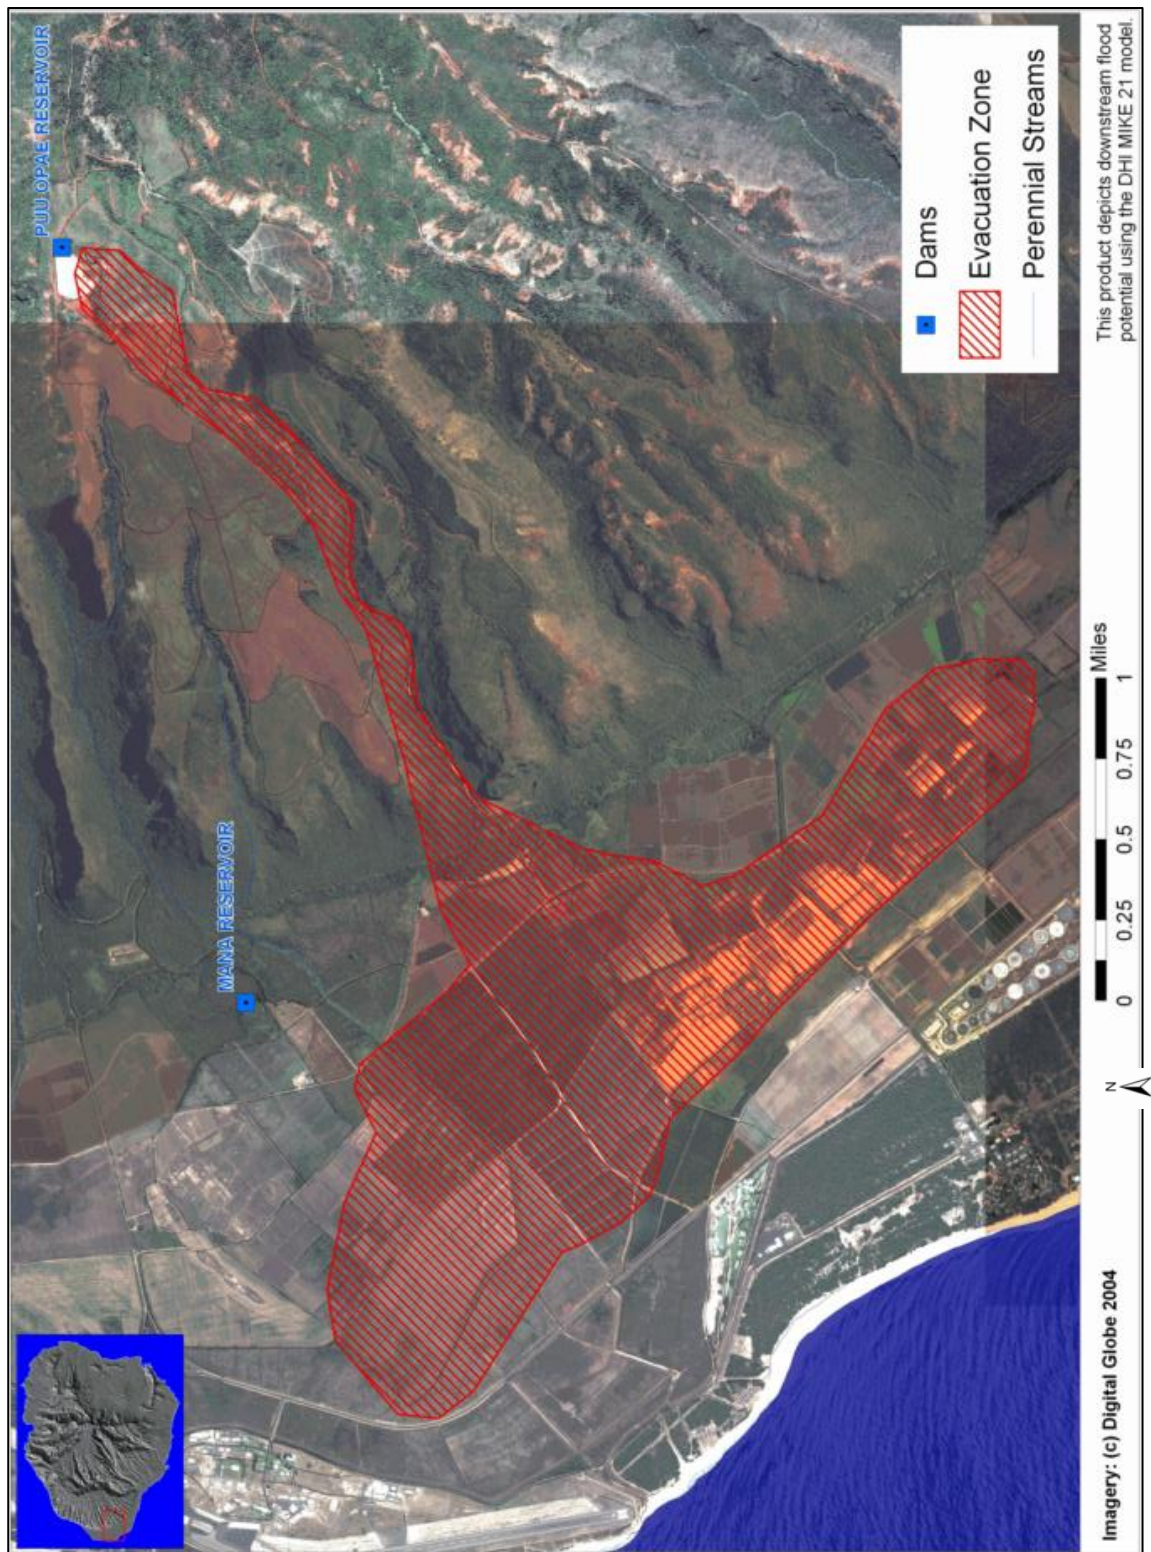 PUU OPAE RESERVOIR
MANA RESERVOIR
Dams
Evacuation Zone
Perennial Streams
0 0.25 0.5 0.75 1
Miles
N
Imagery: (c) Digital Globe 2004
This product depicts downstream flood
potential using the DHI MIKE 21 model.